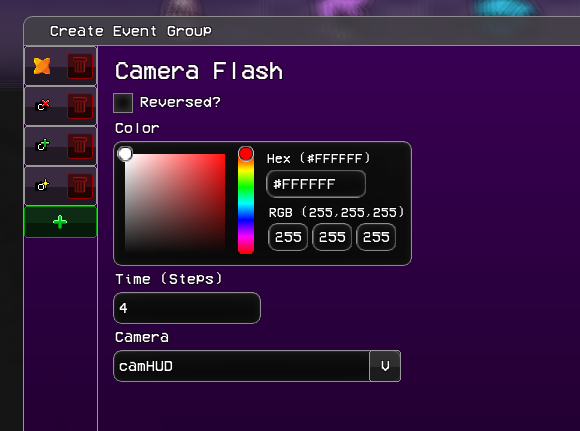 Create Event Group
Camera Flash
Reversed?
Color
Hex (#FFFFFF)
#FFFFFF
RGB (255,255,255)
255 255 255
Time (Steps)
4
Camera
camHUD V